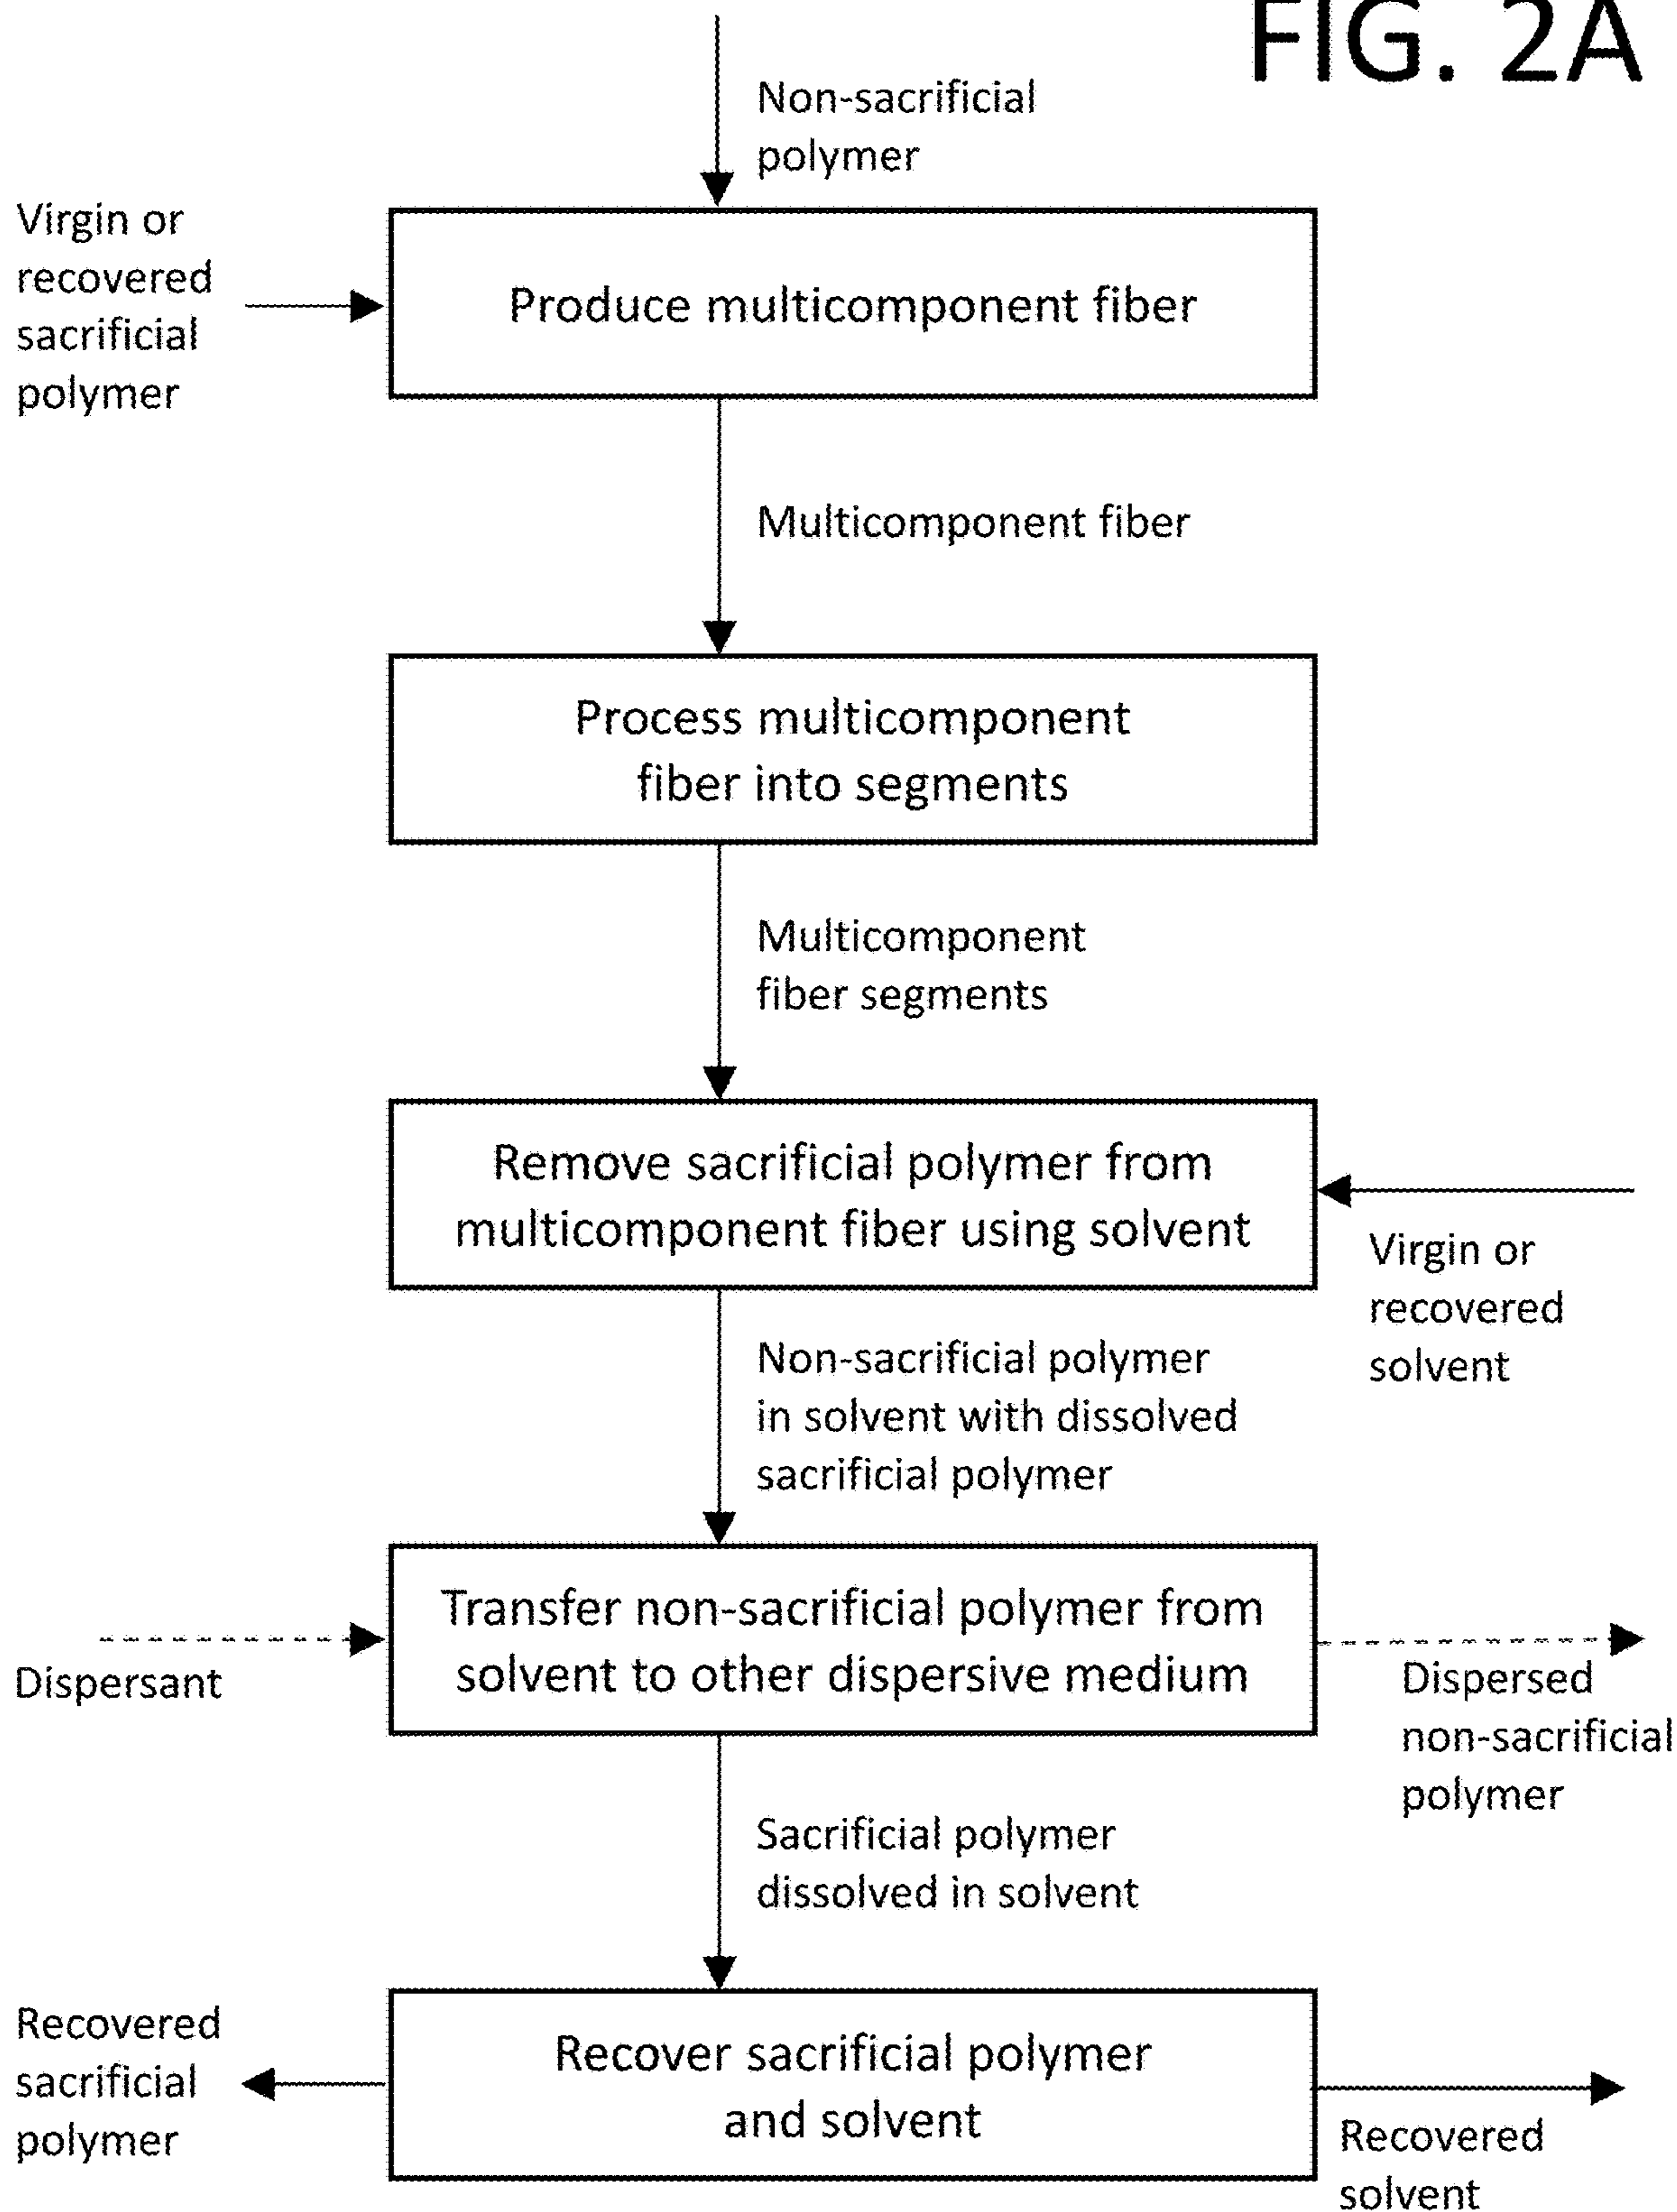 FIG. 2A
Non-sacrificial
polymer
Virgin or
recovered
sacrificial
polymer
Produce multicomponent fiber
Multicomponent fiber
Process multicomponent
fiber into segments
Multicomponent
fiber segments
Remove sacrificial polymer from
multicomponent fiber using solvent
Virgin or
recovered
solvent
Non-sacrificial polymer
in solvent with dissolved
sacrificial polymer
Transfer non-sacrificial polymer from
solvent to other dispersive medium
Dispersant
Dispersed
non-sacrificial
polymer
Sacrificial polymer
dissolved in solvent
Recovered
sacrificial
polymer
Recover sacrificial polymer
and solvent
Recovered
solvent